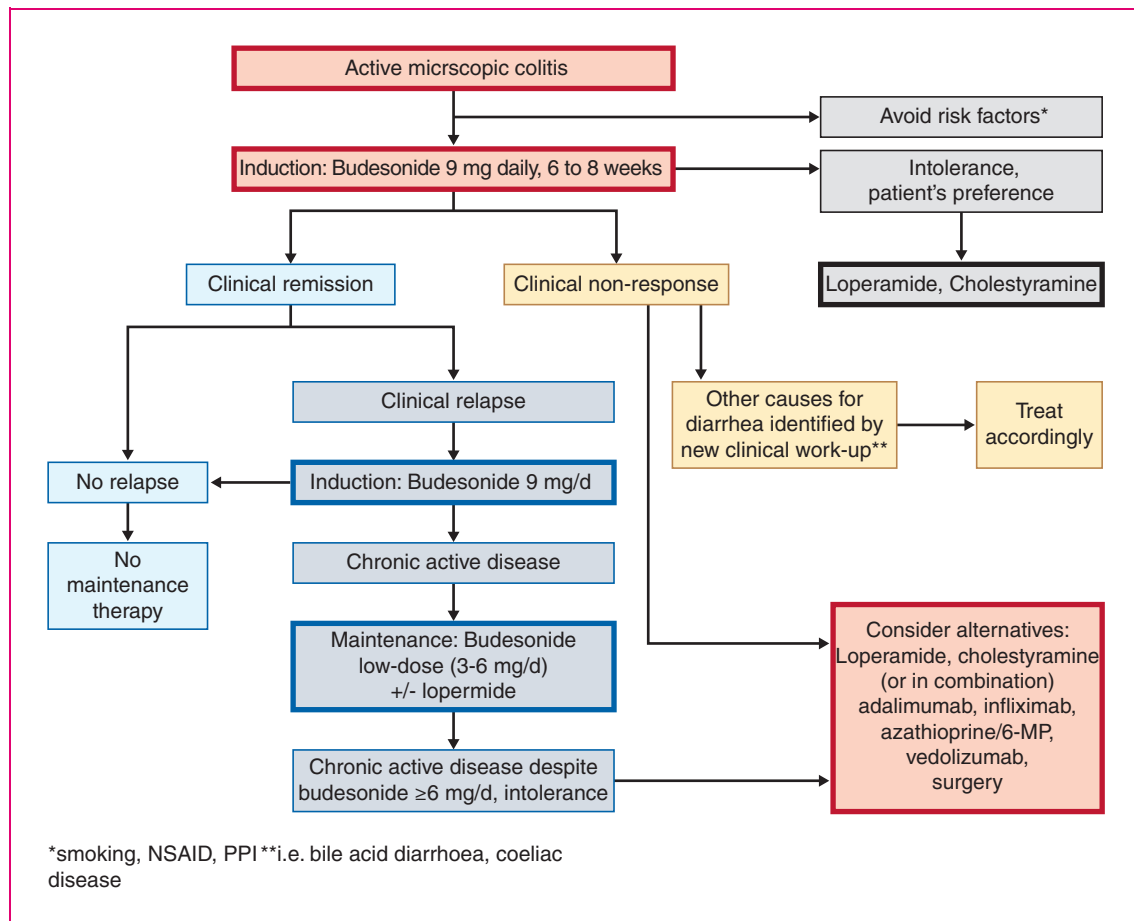 Active micrscopic colitis
Avoid risk factors*
Induction: Budesonide 9 mg daily, 6 to 8 weeks
Intolerance,
patient's preference
Clinical remission
Clinical non-response
Loperamide, Cholestyramine
Clinical relapse
Other causes for
diarrhea identified by
new clinical work-up**
Treat
accordingly
No relapse
Induction: Budesonide 9 mg/d
No
maintenance
therapy
Chronic active disease
Maintenance: Budesonide
low-dose (3-6 mg/d)
+/- lopermide
Consider alternatives:
Loperamide, cholestyramine
(or in combination)
adalimumab, infliximab,
azathioprine/6-MP,
vedolizumab,
surgery
Chronic active disease despite
budesonide ≥6 mg/d, intolerance
*smoking, NSAID, PPI **i.e. bile acid diarrhoea, coeliac
disease